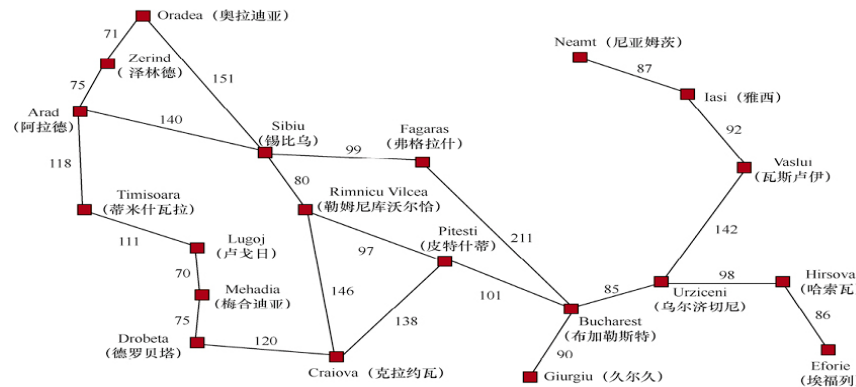 Oradea（奥拉迪亚）
71
Zerind
（ 泽林德）
151
75
Arad
（阿拉德）
140
118
Sibiu
（锡比乌）
99
Fagaras
（弗格拉什）
80
Timisoara
（蒂米什瓦拉）
111
Rimnicu Vilcea
（勒姆尼库沃尔恰）
Lugoj
（卢戈日）
97
Pitesti
（皮特什蒂）
211
70
Mehadia
（梅合迪亚）
146
75
138
101
Drobeta
（德罗贝塔）
120
Craiova（克拉约瓦）
Neamt（尼亚姆茨）
87
Iasi（雅西）
92
Vaslui
（瓦斯卢伊）
142
85
98
Urziceni
（乌尔济切尼）
Hirsova
（哈索瓦
86
Bucharest
（布加勒斯特）
90
Giurgiu（久尔久）
Eforie
（埃福列